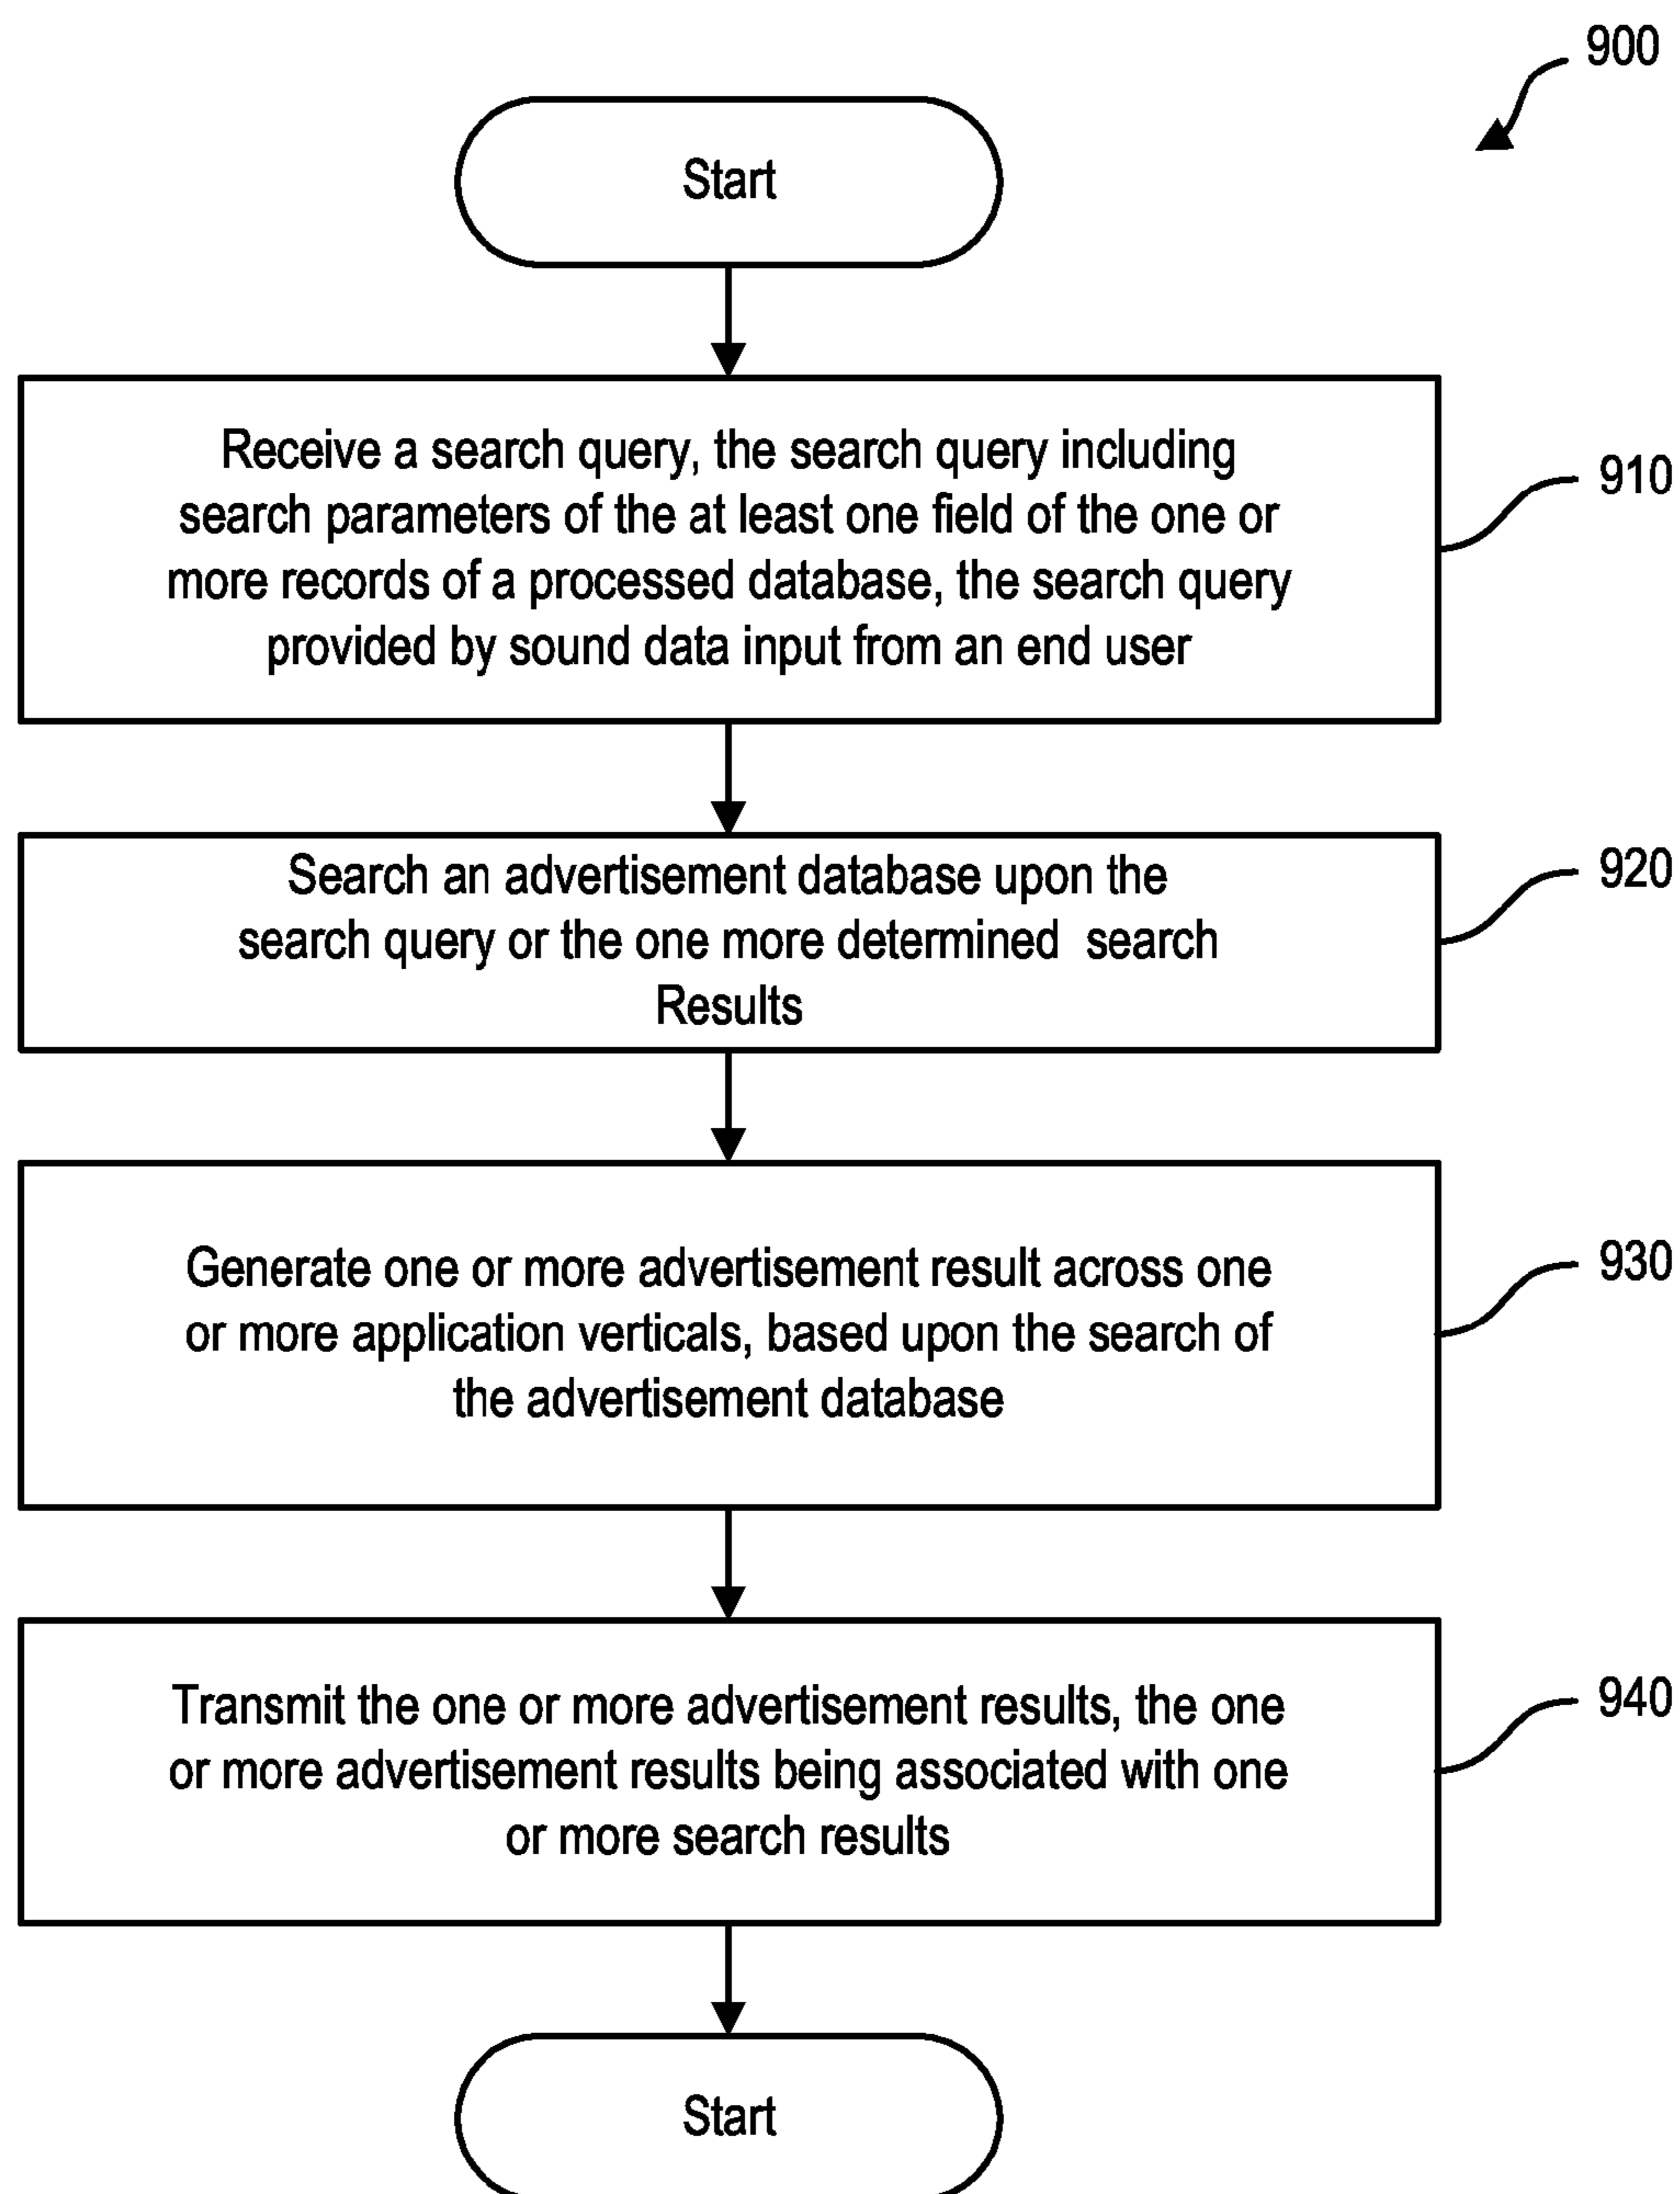 900
Start
Receive a search query, the search query including
search parameters of the at least one field of the one or
more records of a processed database, the search query
provided by sound data input from an end user
910
Search an advertisement database upon the
search query or the one more determined search
Results
920
Generate one or more advertisement result across one
or more application verticals, based upon the search of
the advertisement database
930
Transmit the one or more advertisement results, the one
or more advertisement results being associated with one
or more search results
940
Start